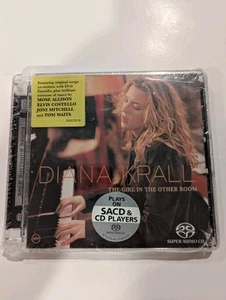 Featuring original songs
co-written with Elvis
Costello, plus brilliant
versions of tunes by
MOSE ALLISON
ELVIS COSTELLO
JONI MITCHELL
and TOM WAITS
DIANA KRALL
THE GIRL IN THE OTHER ROOM
PLAYS
ON
SACD &
CD PLAYERS
SUPER AUDIO CD